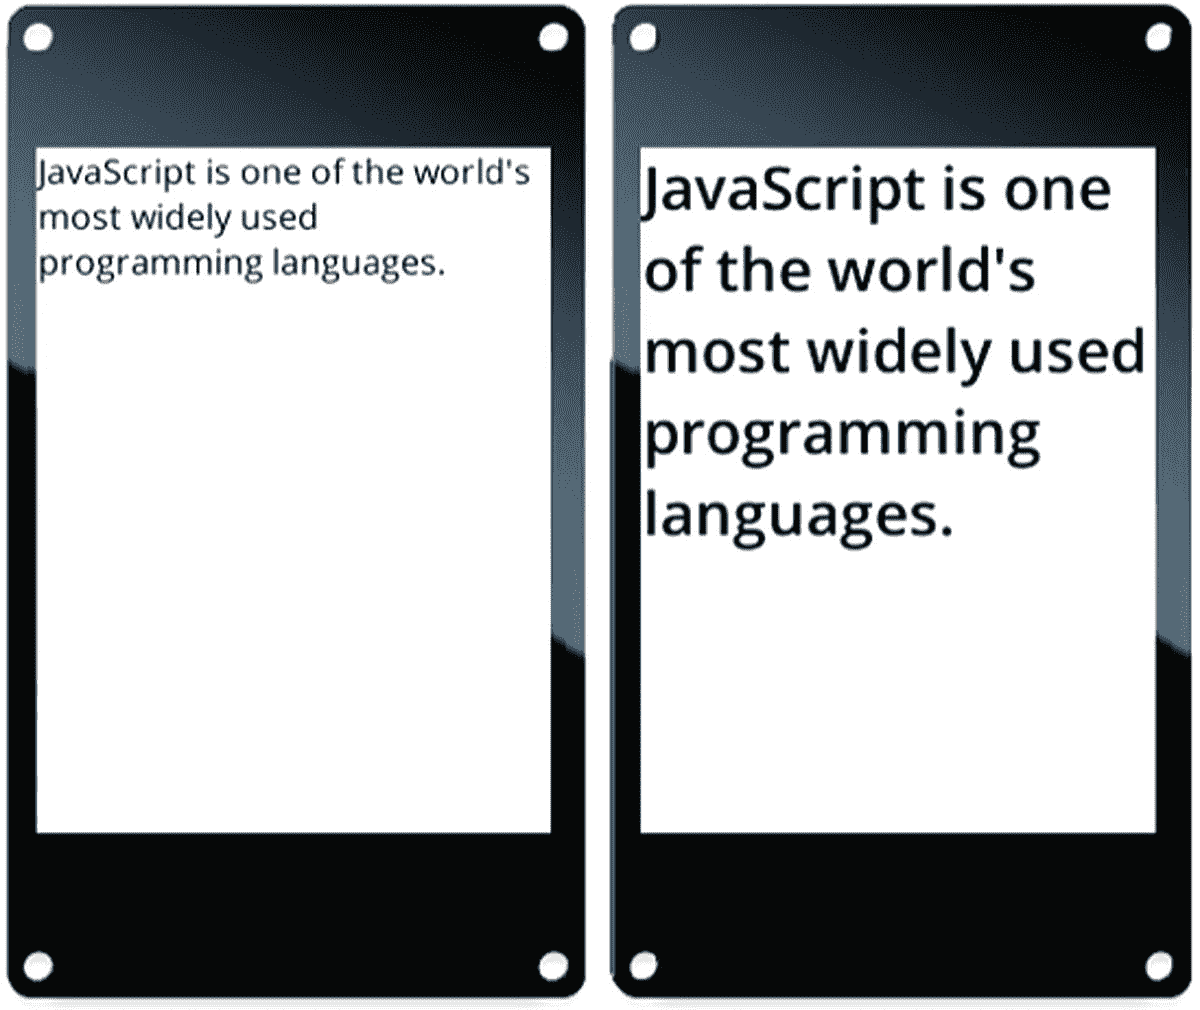 JavaScript is one of the world's
most widely used
programming languages.
JavaScript is one
of the world's
most widely used
programming
languages.